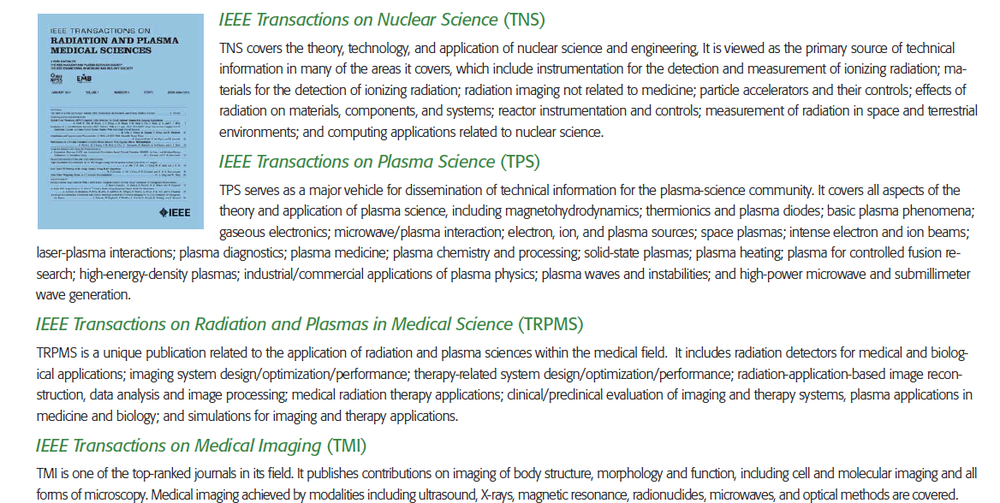 IEEE TRANSACTIONS ON
RADIATION AND PLASMA
MEDICAL SCIENCES
EMB
IEEE
IEEE Transactions on Nuclear Science (TNS)
TNS covers the theory, technology, and application of nuclear science and engineering, It is viewed as the primary source of technical
information in many of the areas it covers, which include instrumentation for the detection and measurement of ionizing radiation; ma-
terials for the detection of ionizing radiation; radiation imaging not related to medicine; particle accelerators and their controls; effects of
radiation on materials, components, and systems; reactor instrumentation and controls; measurement of radiation in space and terrestrial
environments; and computing applications related to nuclear science.
IEEE Transactions on Plasma Science (TPS)
TPS serves as a major vehicle for dissemination of technical information for the plasma-science community. It covers all aspects of the
theory and application of plasma science, including magnetohydrodynamics; thermionics and plasma diodes; basic plasma phenomena;
gaseous electronics; microwave/plasma interaction; electron, ion, and plasma sources; space plasmas; intense electron and ion beams;
laser-plasma interactions; plasma diagnostics; plasma medicine; plasma chemistry and processing; solid-state plasmas; plasma heating; plasma for controlled fusion re-
search; high-energy-density plasmas; industrial/commercial applications of plasma physics; plasma waves and instabilities; and high-power microwave and submillimeter
wave generation.
IEEE Transactions on Radiation and Plasmas in Medical Science (TRPMS)
TRPMS is a unique publication related to the application of radiation and plasma sciences within the medical field. It includes radiation detectors for medical and biolog-
ical applications; imaging system design/optimization/performance; therapy-related system design/optimization/performance; radiation-application-based image recon-
struction, data analysis and image processing; medical radiation therapy applications; clinical/preclinical evaluation of imaging and therapy systems, plasma applications in
medicine and biology; and simulations for imaging and therapy applications.
IEEE Transactions on Medical Imaging (TMI)
TMI is one of the top-ranked journals in its field. It publishes contributions on imaging of body structure, morphology and function, including cell and molecular imaging and all
forms of microscopy. Medical imaging achieved by modalities including ultrasound, X-rays, magnetic resonance, radionuclides, microwaves, and optical methods are covered.